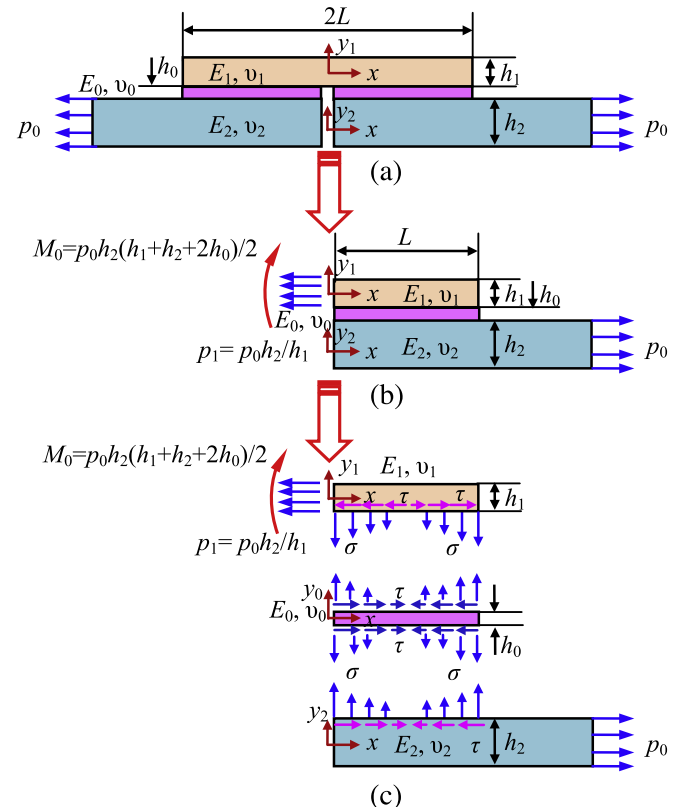 2L
y₁
h₀
E₁, υ₁
x
h₁
E₀, υ₀
p₀
E₂, υ₂
y₂
x
h₂
p₀
(a)
M₀=p₀h₂(h₁+h₂+2h₀)/2
L
y₁
x
E₁, υ₁
h₁
h₀
E₀, υ₀
y₂
p₁= p₀h₂/h₁
x
E₂, υ₂
h₂
p₀
(b)
M₀=p₀h₂(h₁+h₂+2h₀)/2
y₁
E₁, υ₁
x
τ
τ
h₁
p₁= p₀h₂/h₁
σ
σ
y₀
τ
E₀, υ₀
x
τ
h₀
σ
σ
y₂
x
E₂, υ₂
τ
h₂
p₀
(c)